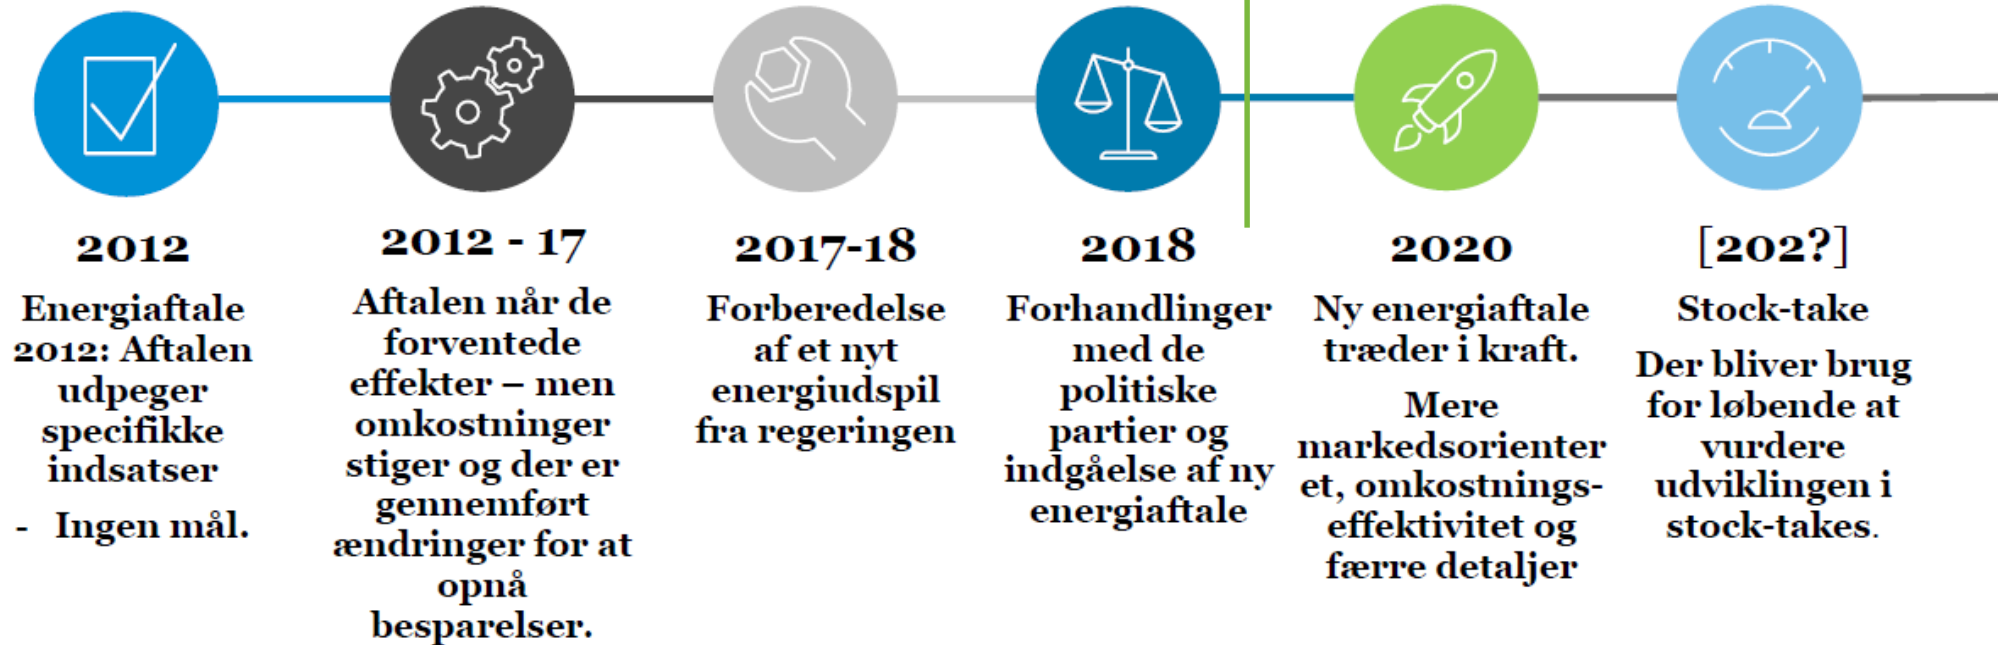 2012
Energiaftale
2012: Aftalen
udpeger
specifikke
indsatser
- Ingen mål.
2012 - 17
Aftalen når de
forventede
effekter – men
omkostninger
stiger og der er
gennemført
ændringer for at
opnå
besparelser.
2017-18
Forberedelse
af et nyt
energiudspil
fra regeringen
2018
Forhandlinger
med de
politiske
partier og
indgåelse af ny
energiaftale
2020
Ny energiaftale
træder i kraft.
Mere
markedsorienter
et, omkostnings-
effektivitet og
færre detaljer
[202?]
Stock-take
Der bliver brug
for løbende at
vurdere
udviklingen i
stock-takes.